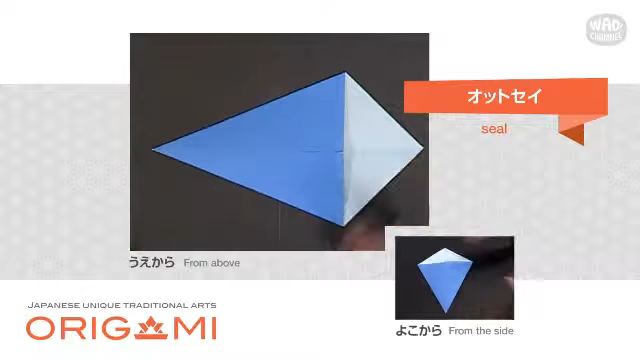 WAO!
CHANNEL
オットセイ
seal
うえから From above
よこから From the side
JAPANESE UNIQUE TRADITIONAL ARTS
ORIGAMI